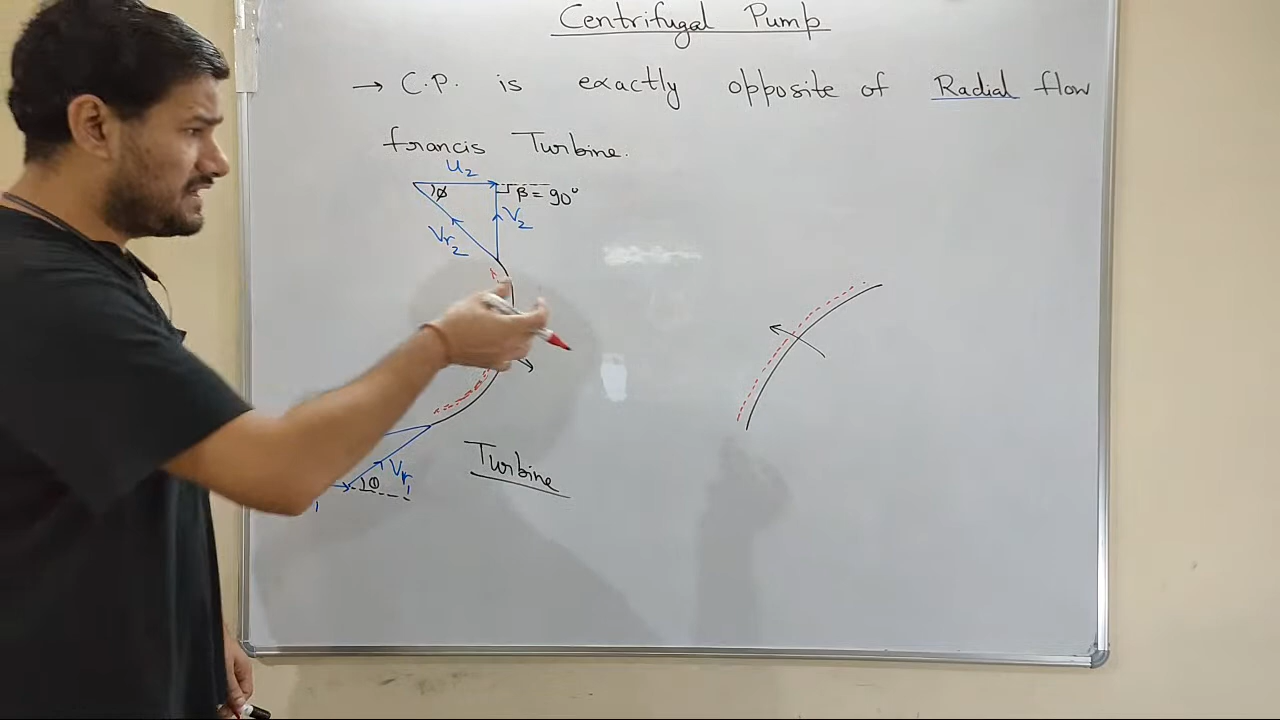 Centrifugal Pump
→ C.P. is exactly opposite of Radial flow
francis Turbine.
u₂
ϕ
β = 90°
V₂
Vr₂
Vr₁
θ
Turbine